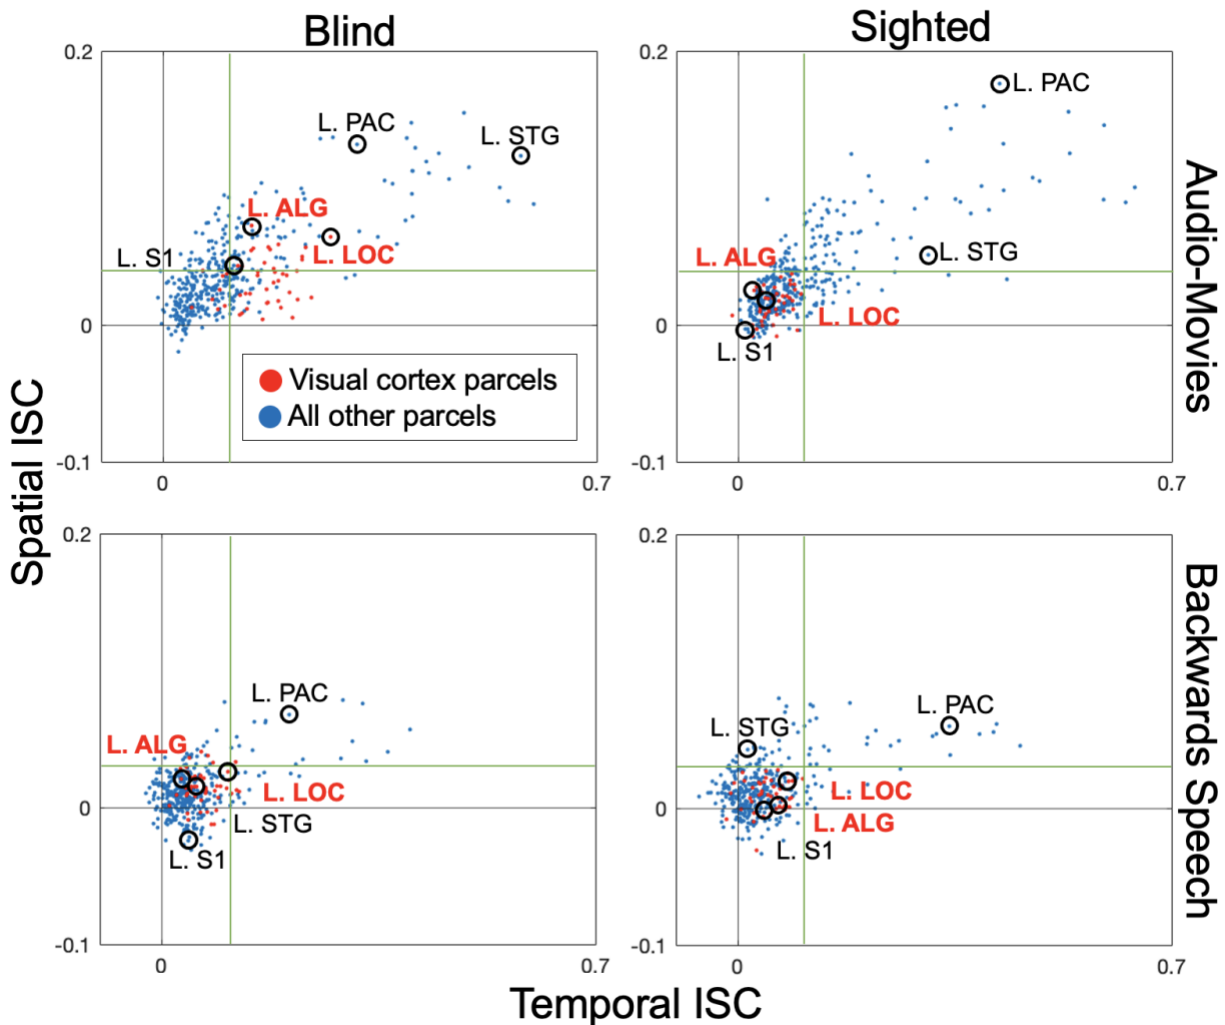 Blind
Sighted
0.2
0
-0.1
0
0.7
L. PAC
L. STG
L. ALG
L. LOC
L. S1
Visual cortex parcels
All other parcels
0.2
0
-0.1
0
0.7
L. PAC
L. STG
L. ALG
L. LOC
L. S1
Audio-Movies
Spatial ISC
0.2
0
-0.1
0
0.7
L. PAC
L. ALG
L. LOC
L. STG
L. S1
0.2
0
-0.1
0
0.7
L. PAC
L. STG
L. LOC
L. ALG
L. S1
Backwards Speech
Temporal ISC